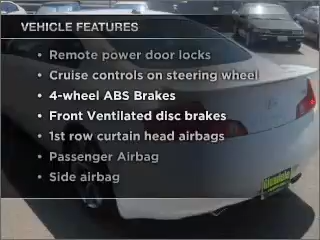 VEHICLE FEATURES
• Remote power door locks
• Cruise controls on steering wheel
• 4-wheel ABS Brakes
• Front Ventilated disc brakes
• 1st row curtain head airbags
• Passenger Airbag
• Side airbag
Glendale